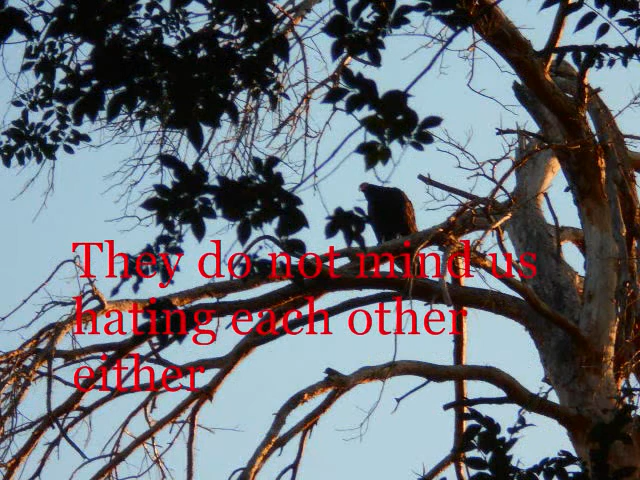 They do not mind us
hating each other
either